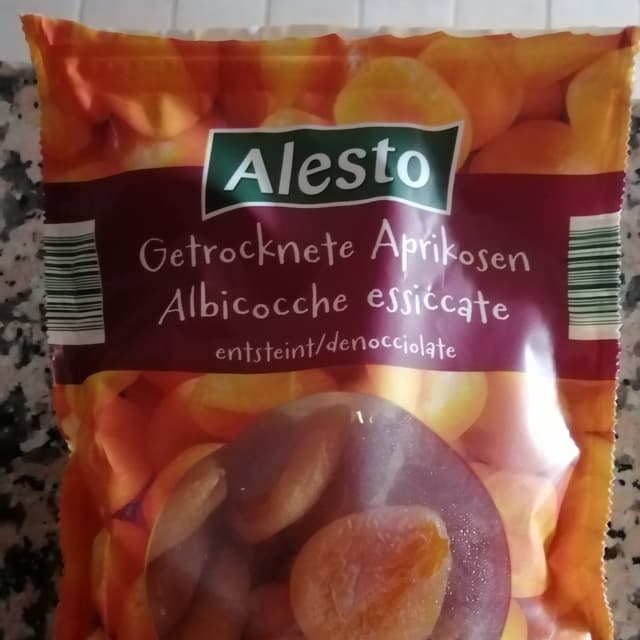 Alesto
Getrocknete Aprikosen
Albicocche essiccate
entsteint/denocciolate